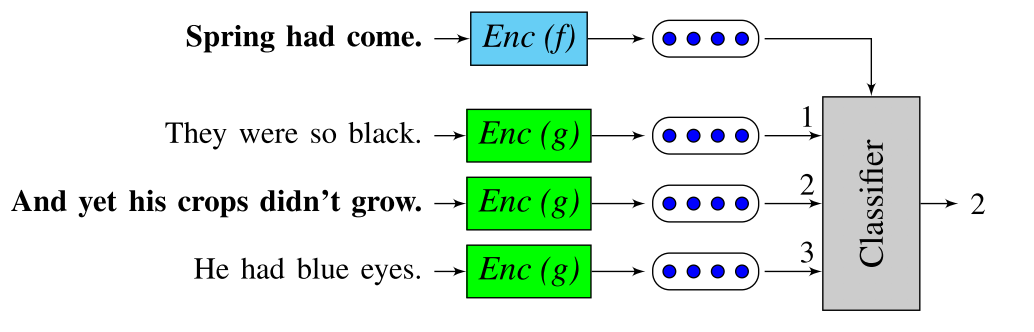 Spring had come. Enc (f)
They were so black. Enc (g) 1
And yet his crops didn't grow. Enc (g) 2
He had blue eyes. Enc (g) 3
Classifier
2